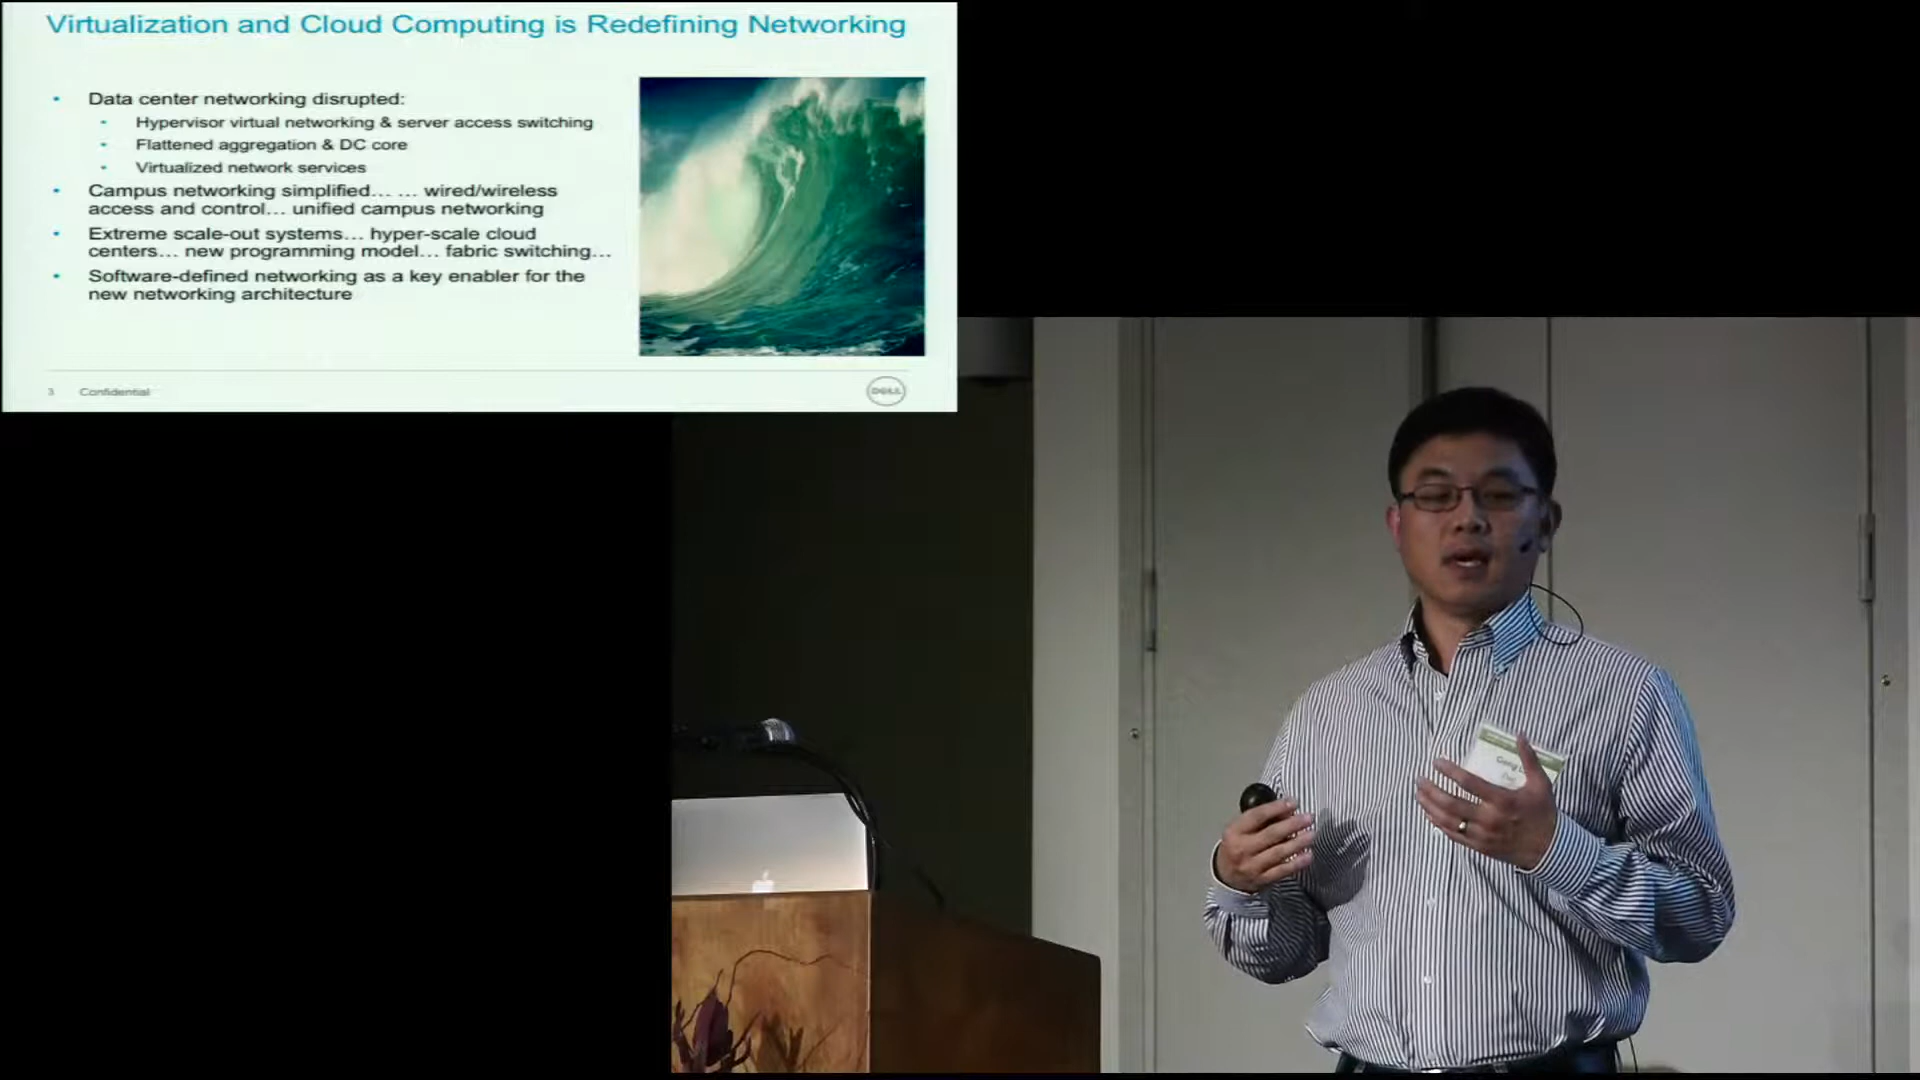 Virtualization and Cloud Computing is Redefining Networking
• Data center networking disrupted:
• Hypervisor virtual networking & server access switching
• Flattened aggregation & DC core
• Virtualized network services
• Campus networking simplified… … wired/wireless
access and control… unified campus networking
• Extreme scale-out systems… hyper-scale cloud
centers… new programming model… fabric switching…
• Software-defined networking as a key enabler for the
new networking architecture
3 Confidential
DELL